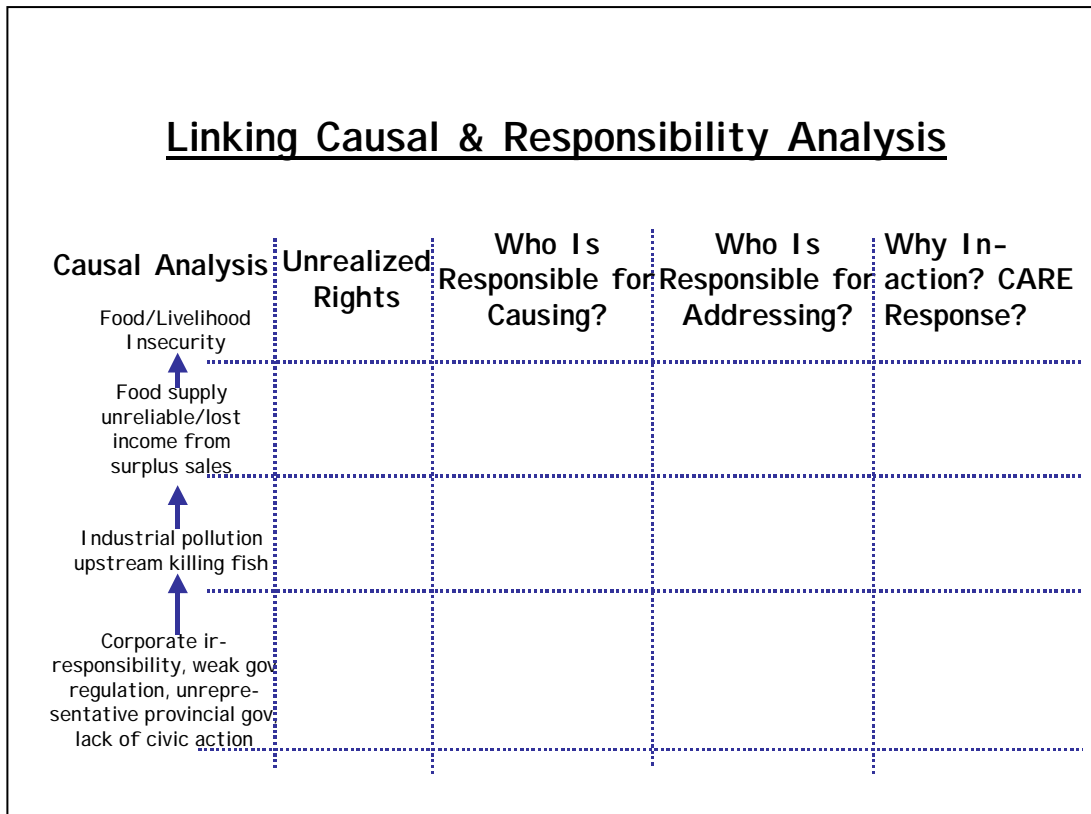 Linking Causal & Responsibility Analysis
Causal Analysis
Unrealized
Rights
Who Is
Responsible for
Causing?
Who Is
Responsible for
Addressing?
Why In-
action? CARE
Response?
Food/Livelihood
Insecurity
Food supply
unreliable/lost
income from
surplus sales
Industrial pollution
upstream killing fish
Corporate ir-
responsibility, weak gov
regulation, unrepre-
sentative provincial gov
lack of civic action